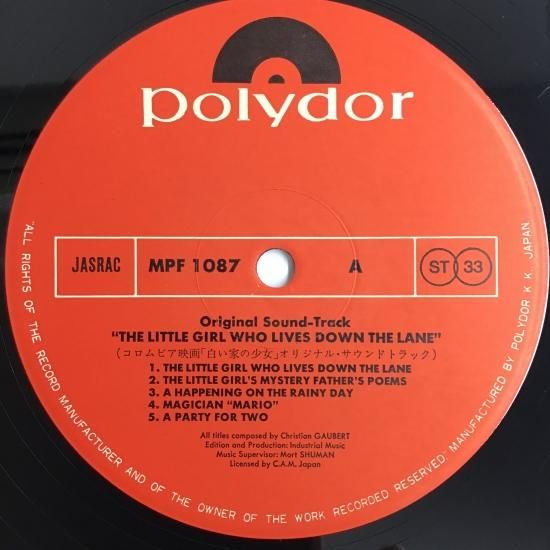 polydor
JASRAC MPF 1087 A ST 33
Original Sound-Track
"THE LITTLE GIRL WHO LIVES DOWN THE LANE"
(コロムビア映画「白い家の少女」オリジナル・サウンドトラック)
1. THE LITTLE GIRL WHO LIVES DOWN THE LANE
2. THE LITTLE GIRL'S MYSTERY FATHER'S POEMS
3. A HAPPENING ON THE RAINY DAY
4. MAGICIAN "MARIO"
5. A PARTY FOR TWO
All titles composed by Christian GAUBERT
Edition and Production: Industrial Music
Music Supervisor: Mort SHUMAN
Licensed by C.A.M. Japan
"ALL RIGHTS OF THE RECORD MANUFACTURER AND OF THE OWNER OF THE WORK RECORDED RESERVED. MANUFACTURED BY POLYDOR K. K. JAPAN